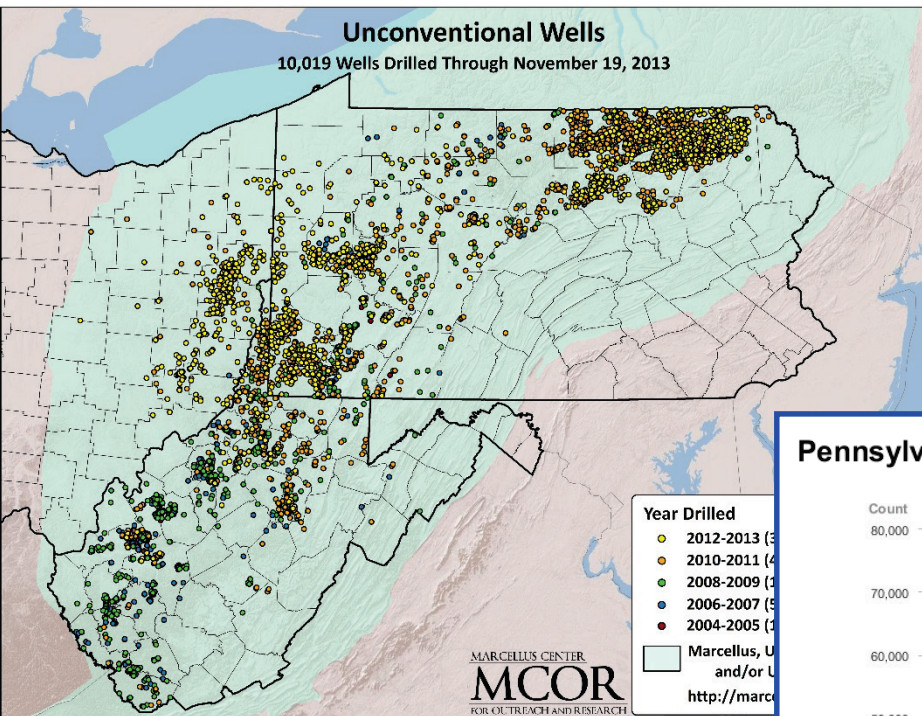 Unconventional Wells
10,019 Wells Drilled Through November 19, 2013
Year Drilled
2012-2013 (3
2010-2011 (4
2008-2009 (1
2006-2007 (5
2004-2005 (1
Marcellus, U
and/or U
http://marce
MARCELLUS CENTER
MCOR
FOR OUTREACH AND RESEARCH
Pennsylv
Count
80,000
70,000
60,000